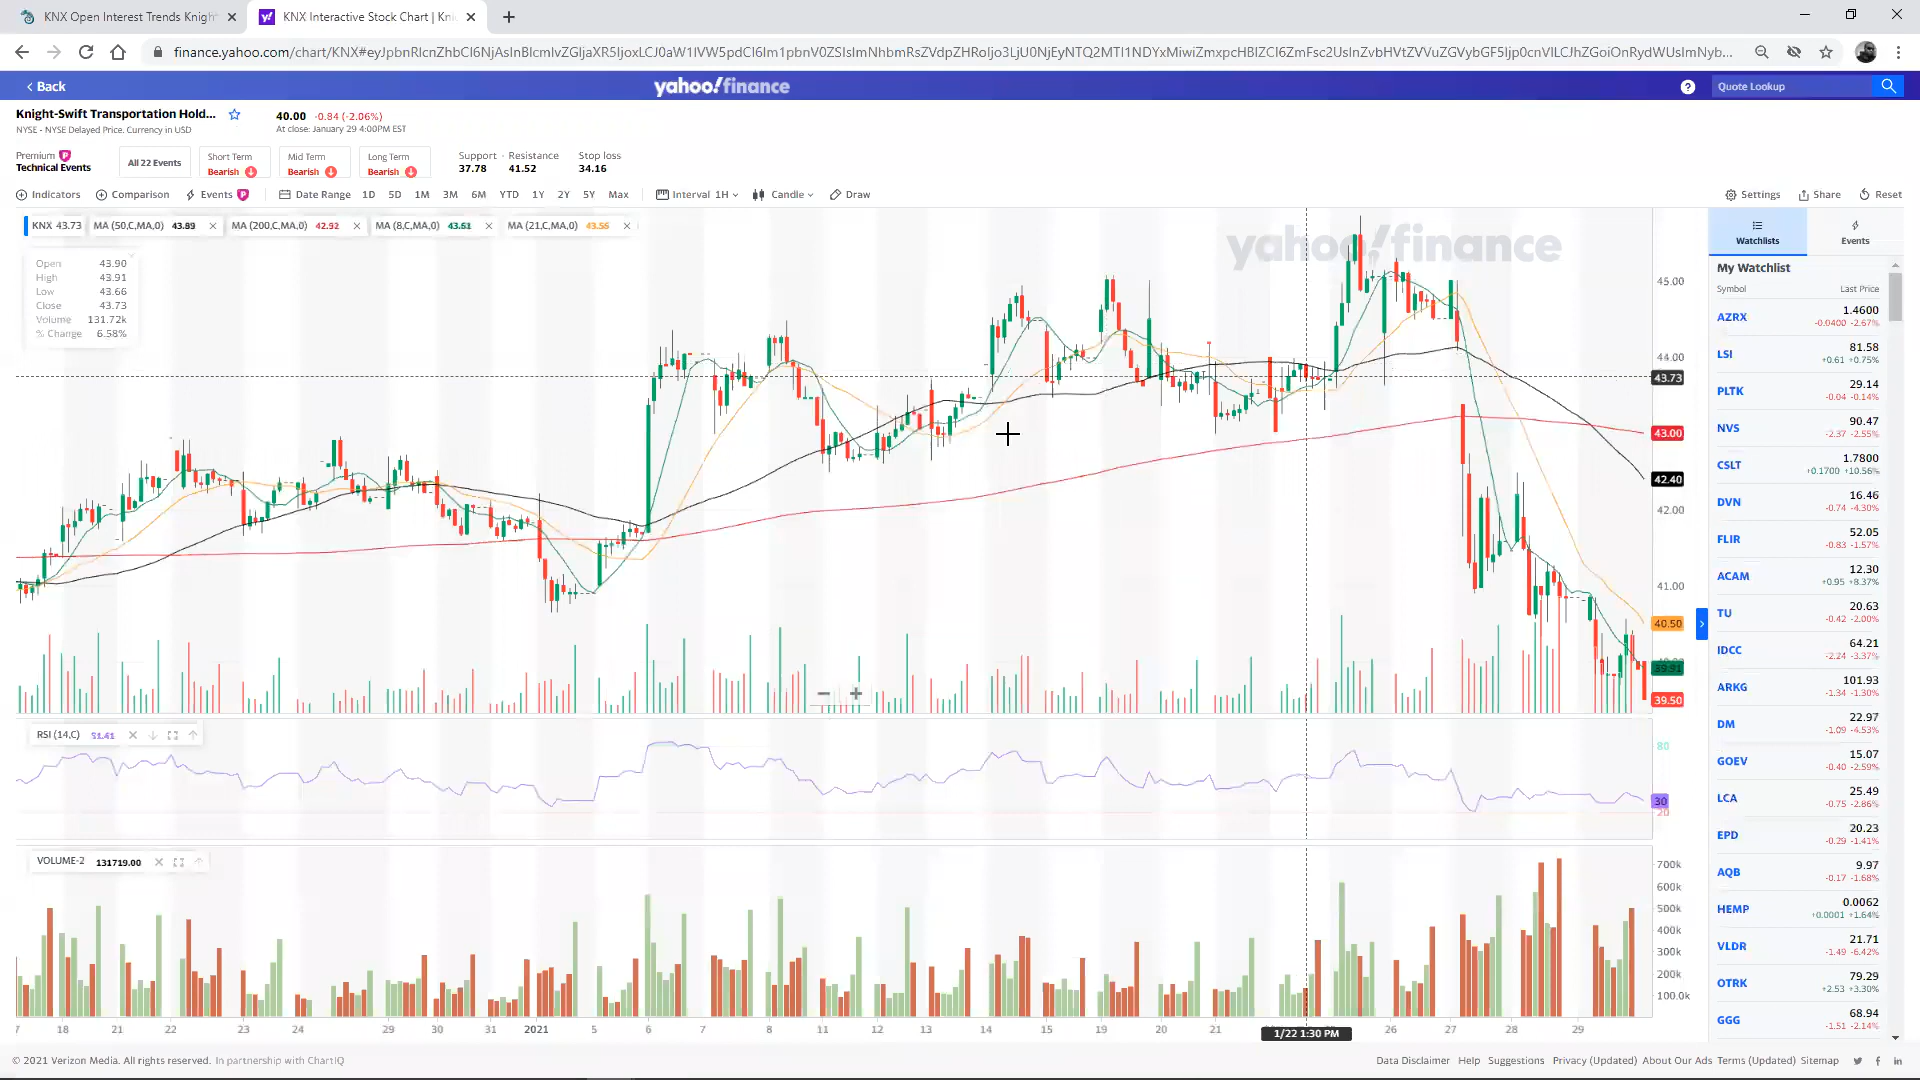 KNX Open Interest Trends Knight
KNX Interactive Stock Chart | Kni
Back
yahoo!finance
Quote Lookup
Knight-Swift Transportation Hold...
40.00 -0.84 (-2.06%)
NYSE - NYSE Delayed Price. Currency in USD
At close: January 29 4:00PM EST
Premium
Technical Events
All 22 Events
Short Term
Bearish
Mid Term
Bearish
Long Term
Bearish
Support
37.78
Resistance
41.52
Stop loss
34.16
Indicators Comparison Events Date Range 1D 5D 1M 3M 6M YTD 1Y 2Y 5Y Max Interval 1H Candle Draw Settings Share Reset
KNX 43.73 MA (50,C,MA,0) 43.89 MA (200,C,MA,0) 42.92 MA (8,C,MA,0) 43.61 MA (21,C,MA,0)
yahoo!finance
Open 43.90
High 43.91
Low 43.66
Close 43.73
Volume 131.72k
% Change 6.58%
45.00
44.00
43.73
43.00
42.40
42.00
41.00
40.50
39.91
39.50
RSI (14,C)
80
30
20
VOLUME-2 131719.00
700k
600k
500k
400k
300k
200k
100.0k
7 18 21 22 23 24 29 30 31 2021 5 6 7 8 11 12 13 14 15 19 20 21 26 27 28 29
1/22 1:30 PM
Watchlists
Events
My Watchlist
Symbol Last Price
AZRX 1.4600
-0.0400 -2.67%
LSI 81.58
+0.61 +0.75%
PLTK 29.14
-0.04 -0.14%
NVS 90.47
-2.37 -2.55%
CSLT 1.7800
+0.1700 +10.56%
DVN 16.46
-0.74 -4.30%
FLIR 52.05
-0.83 -1.57%
ACAM 12.30
+0.95 +8.37%
TU 20.63
-0.42 -2.00%
IDCC 64.21
-2.24 -3.37%
ARKG 101.93
-1.34 -1.30%
DM 22.97
-1.09 -4.53%
GOEV 15.07
-0.40 -2.59%
LCA 25.49
-0.75 -2.86%
EPD 20.23
-0.29 -1.41%
AQB 9.97
-0.17 -1.68%
HEMP 0.0062
+0.0001 +1.64%
VLDR 21.71
-1.49 -6.42%
OTRK 79.29
+2.53 +3.30%
GGG 68.94
-1.51 -2.14%
© 2021 Verizon Media. All rights reserved. In partnership with ChartIQ
Data Disclaimer Help Suggestions Privacy (Updated) About Our Ads Terms (Updated) Sitemap